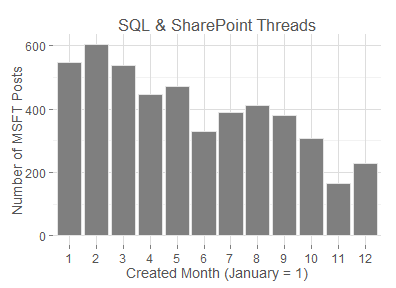 SQL & SharePoint Threads
Number of MSFT Posts
600
400
200
0
1 2 3 4 5 6 7 8 9 10 11 12
Created Month (January = 1)